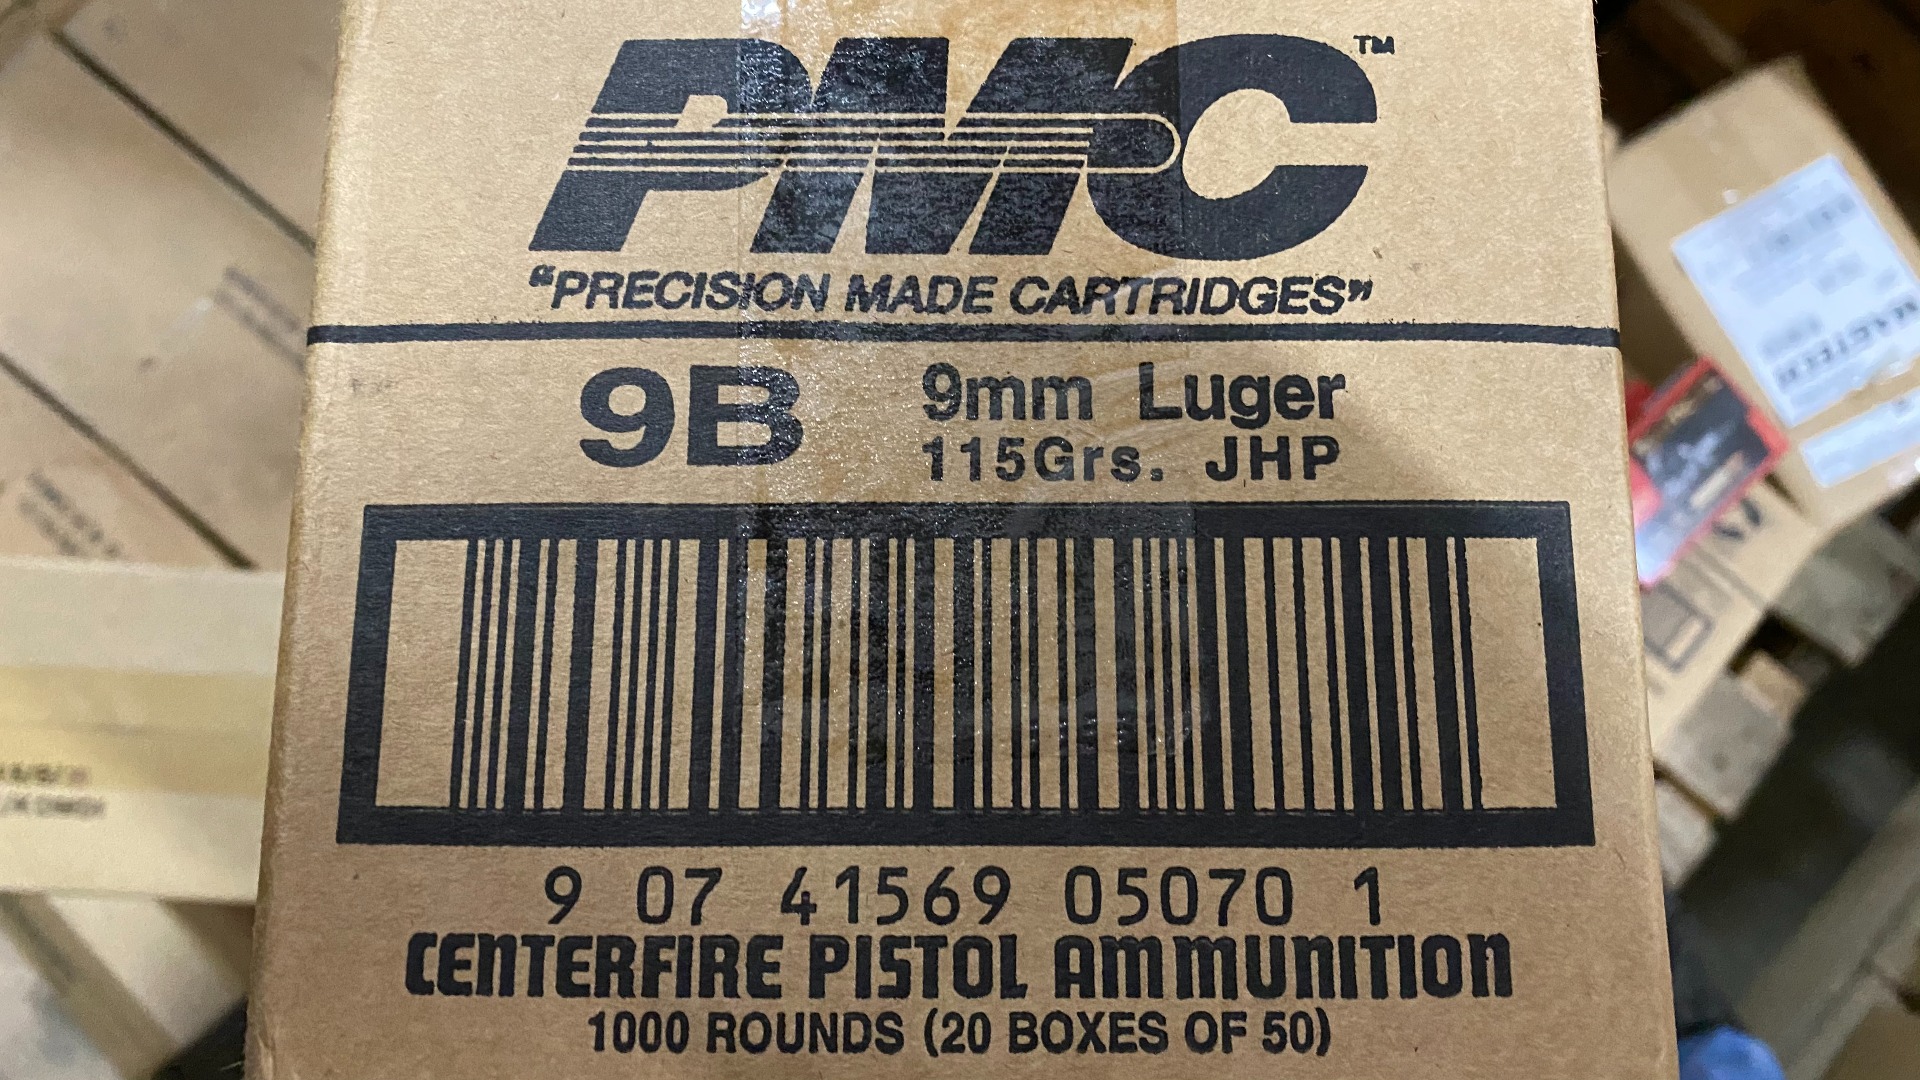 PMC™
"PRECISION MADE CARTRIDGES"
9B
9mm Luger
115Grs. JHP
9 07 41569 05070 1
CENTERFIRE PISTOL AMMUNITION
1000 ROUNDS (20 BOXES OF 50)
MAGTECH